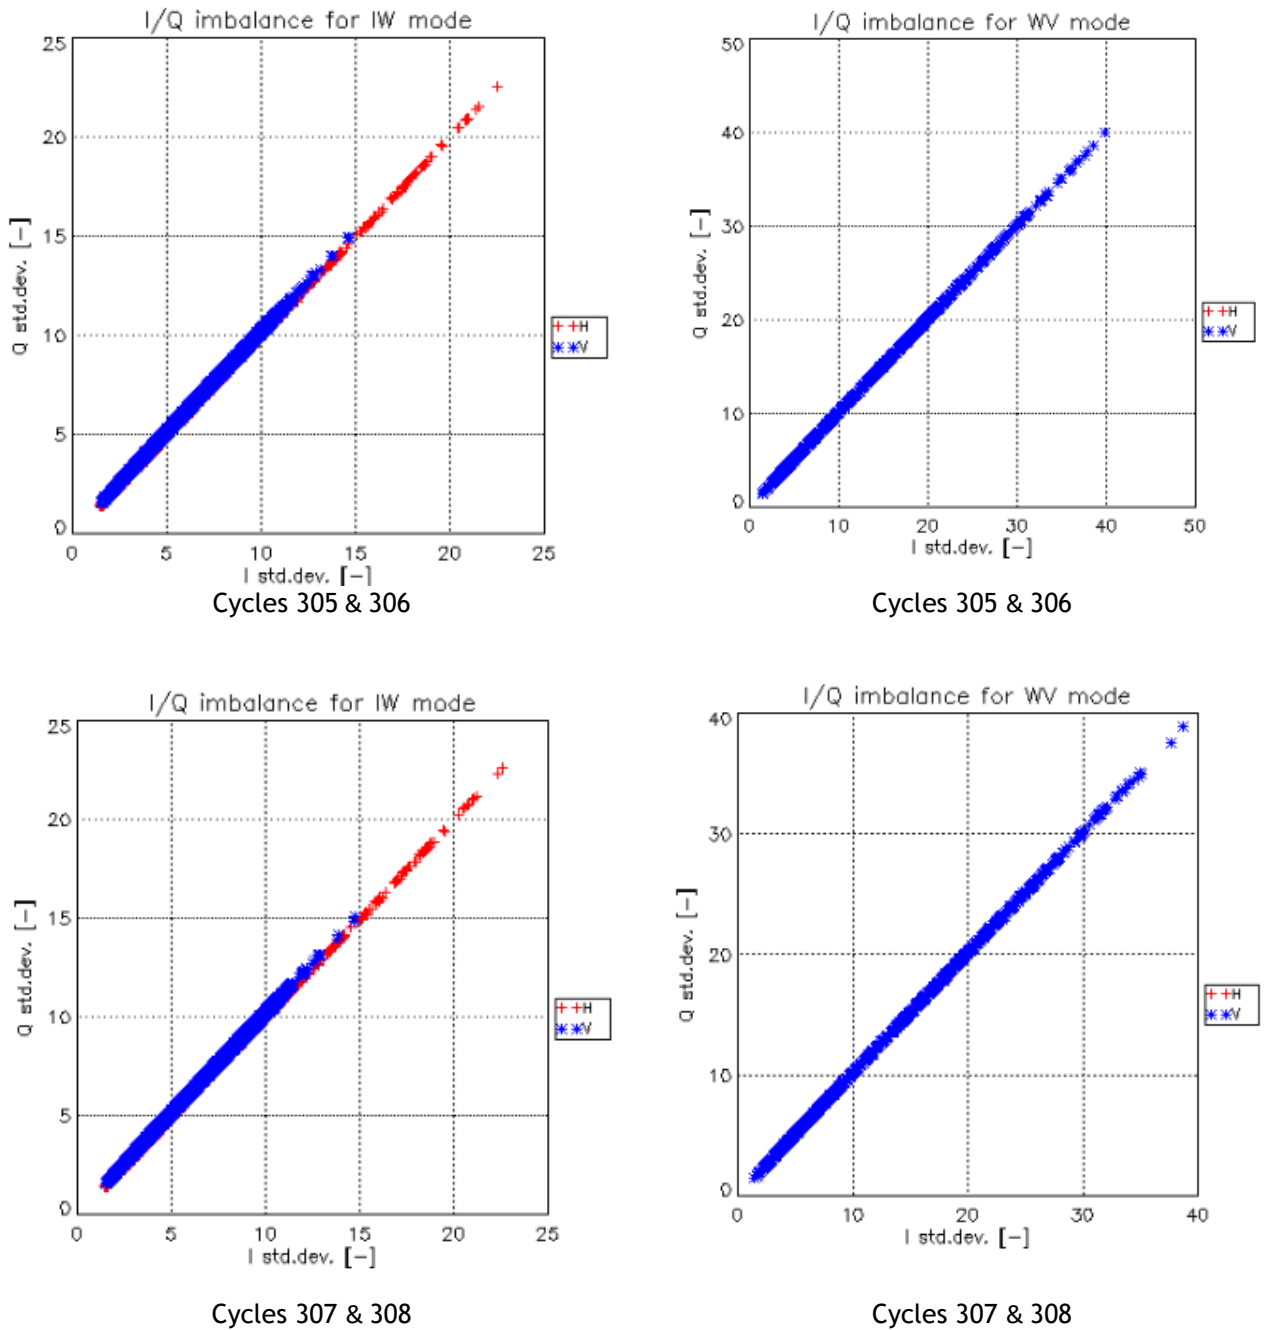 I/Q imbalance for IW mode
25
20
15
10
5
0
Q std.dev. [-]
0 5 10 15 20 25
I std.dev. [-]
H
V
Cycles 305 & 306
I/Q imbalance for WV mode
50
40
30
20
10
0
Q std.dev. [-]
0 10 20 30 40 50
I std.dev. [-]
H
V
Cycles 305 & 306
I/Q imbalance for IW mode
25
20
15
10
5
0
Q std.dev. [-]
0 5 10 15 20 25
I std.dev. [-]
H
V
Cycles 307 & 308
I/Q imbalance for WV mode
40
30
20
10
0
Q std.dev. [-]
0 10 20 30 40
I std.dev. [-]
H
V
Cycles 307 & 308